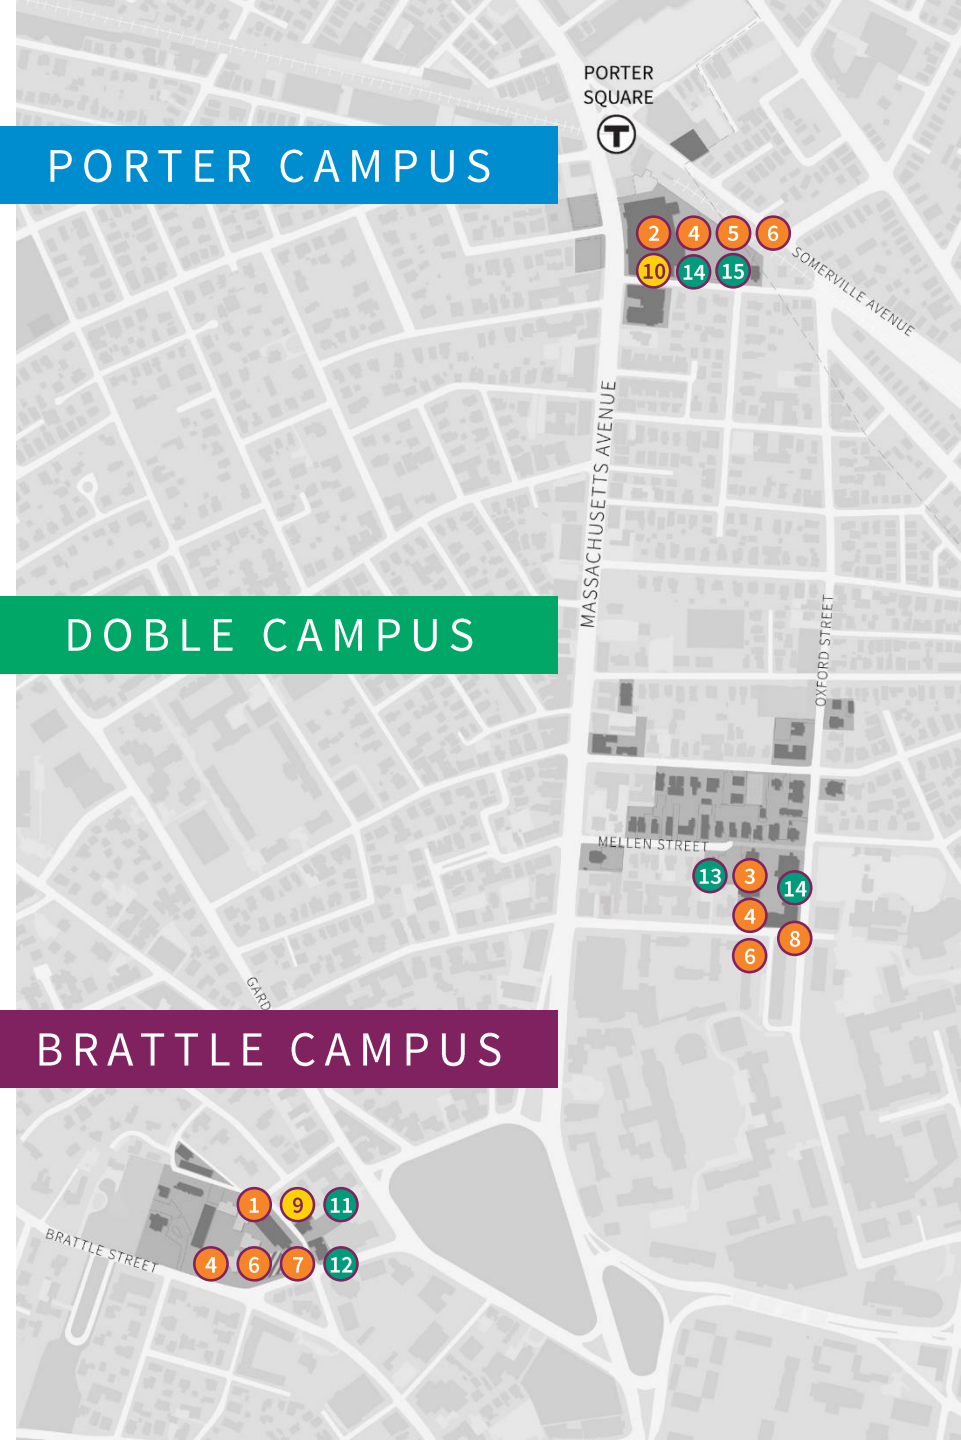 PORTER
SQUARE
T
PORTER CAMPUS
2 4 5 6
10 14 15
SOMERVILLE AVENUE
MASSACHUSETTS AVENUE
DOBLE CAMPUS
OXFORD STREET
MELLEN STREET
13 3 14
4
8
6
GARD
BRATTLE CAMPUS
1 9 11
BRATTLE STREET
4 6 7 12